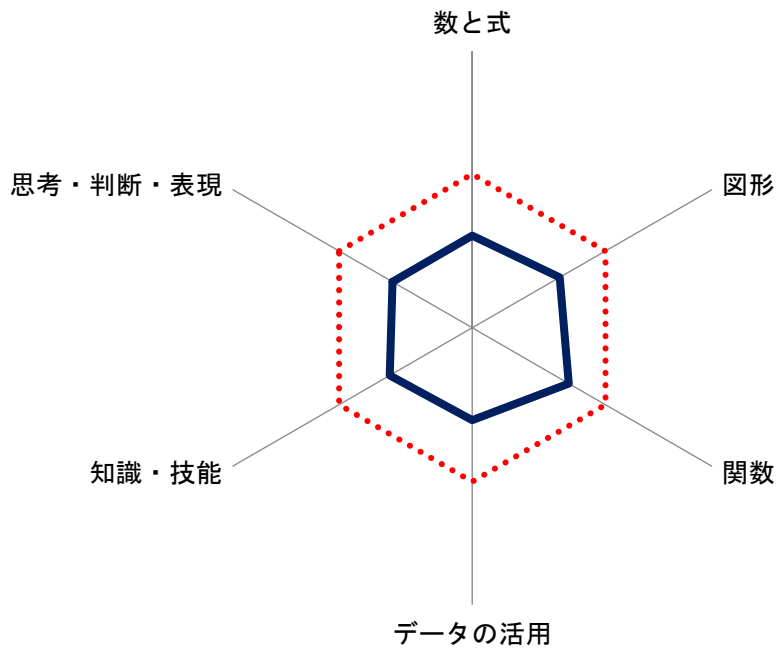 数と式
思考・判断・表現
図形
知識・技能
関数
データの活用